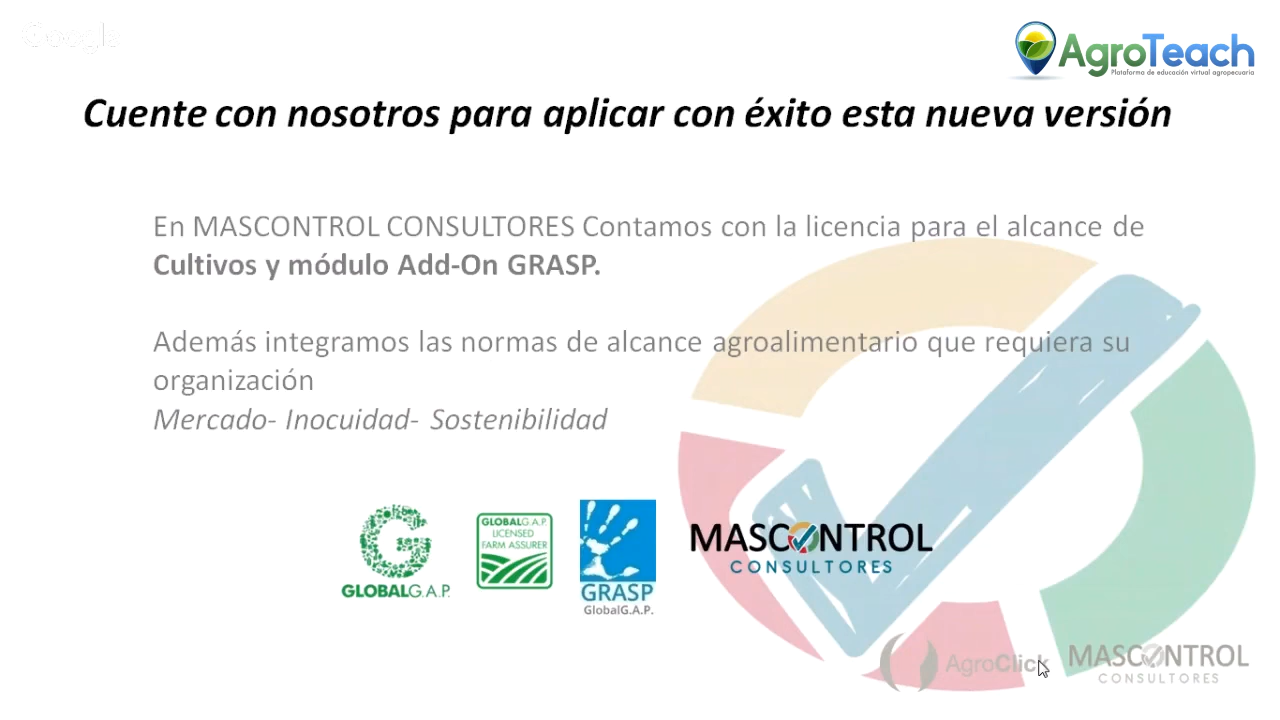 Google
AgroTeach
Plataforma de educación virtual agropecuaria
Cuente con nosotros para aplicar con éxito esta nueva versión
En MASCONTROL CONSULTORES Contamos con la licencia para el alcance de
Cultivos y módulo Add-On GRASP.
Además integramos las normas de alcance agroalimentario que requiera su
organización
Mercado- Inocuidad- Sostenibilidad
GLOBALG.A.P.
GLOBALG.A.P.
LICENSED
FARM ASSURER
GRASP
GlobalG.A.P.
MASCONTROL
CONSULTORES
AgroClick
MASCONTROL
CONSULTORES